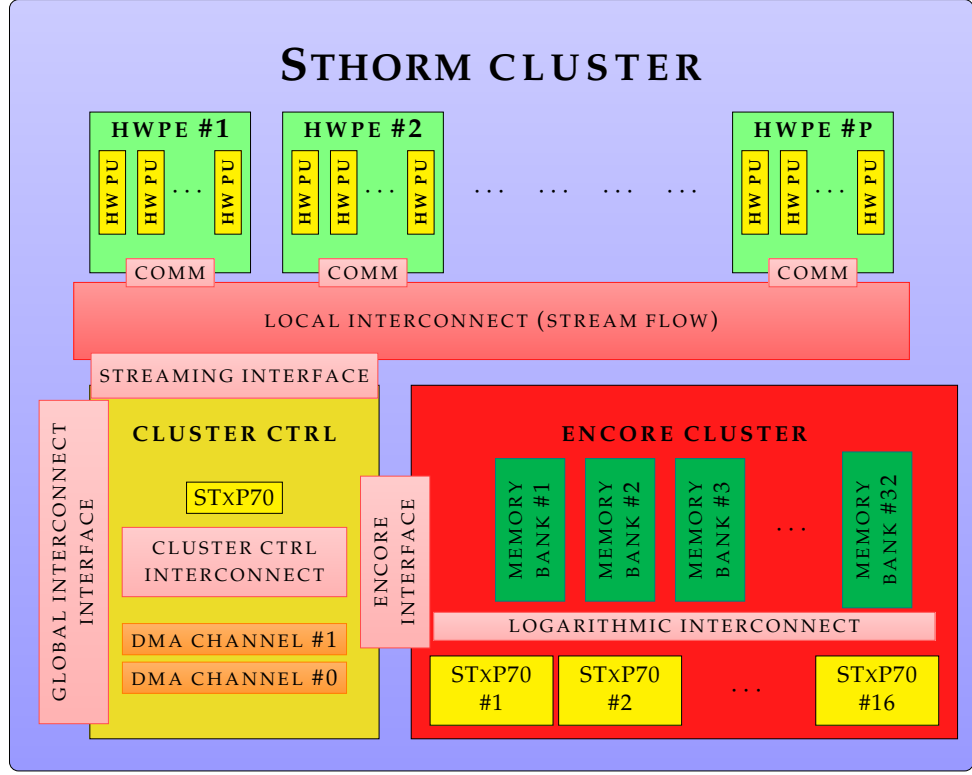 STHORM CLUSTER
HWPE #1
HWPE #2
HWPE #P
HW PU
HW PU
...
HW PU
HW PU
HW PU
...
HW PU
... ... ... ...
HW PU
HW PU
...
HW PU
COMM
COMM
COMM
LOCAL INTERCONNECT (STREAM FLOW)
STREAMING INTERFACE
GLOBAL INTERCONNECT
INTERFACE
CLUSTER CTRL
STxP70
CLUSTER CTRL
INTERCONNECT
DMA CHANNEL #1
DMA CHANNEL #0
ENCORE
INTERFACE
ENCORE CLUSTER
MEMORY
BANK #1
MEMORY
BANK #2
MEMORY
BANK #3
...
MEMORY
BANK #32
LOGARITHMIC INTERCONNECT
STxP70
#1
STxP70
#2
...
STxP70
#16